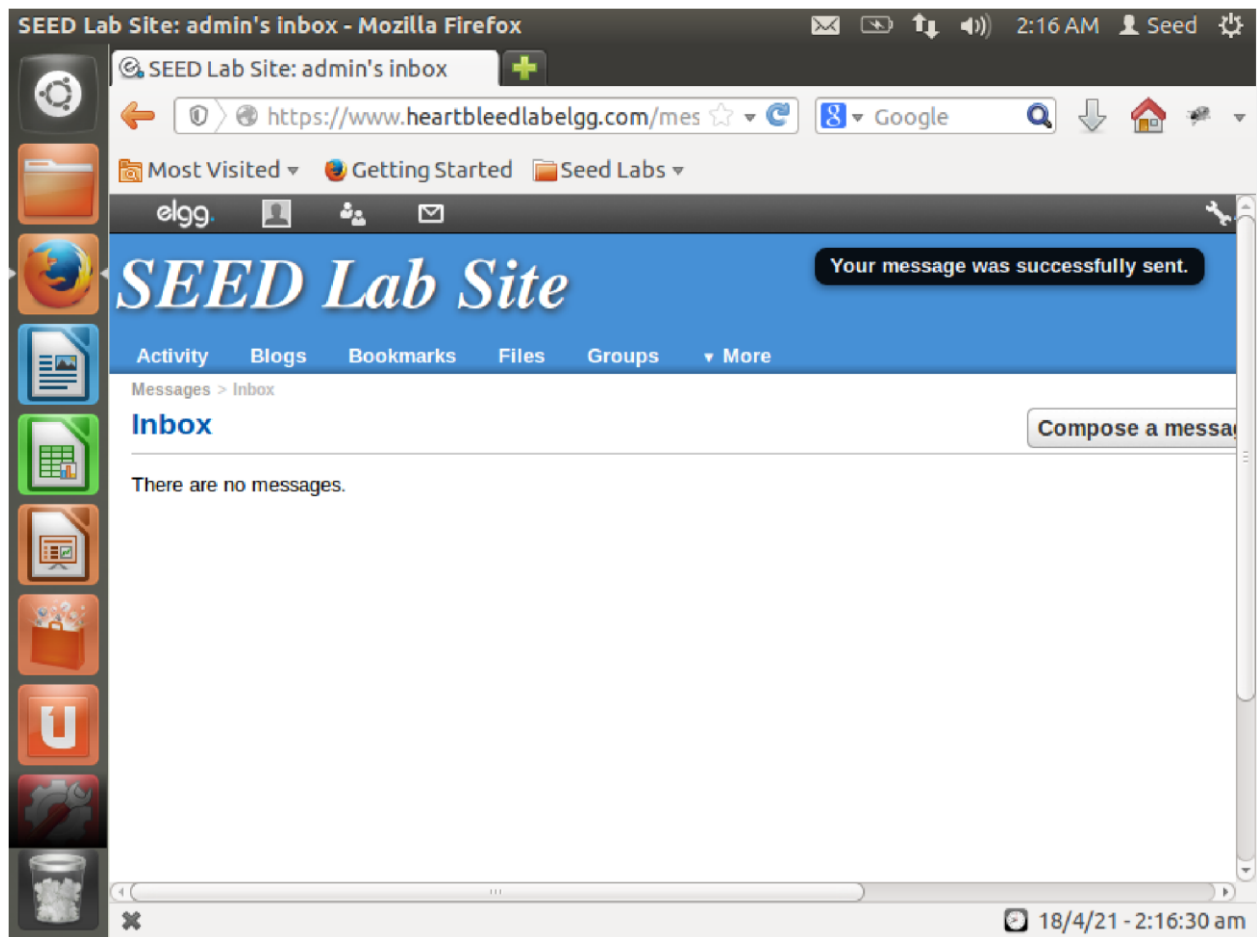 SEED Lab Site: admin's inbox - Mozilla Firefox 2:16 AM Seed
SEED Lab Site: admin's inbox
https://www.heartbleedlabelgg.com/mes 8 Google
Most Visited Getting Started Seed Labs
elgg.
SEED Lab Site
Your message was successfully sent.
Activity Blogs Bookmarks Files Groups More
Messages > Inbox
Inbox
Compose a messag
There are no messages.
18/4/21 - 2:16:30 am